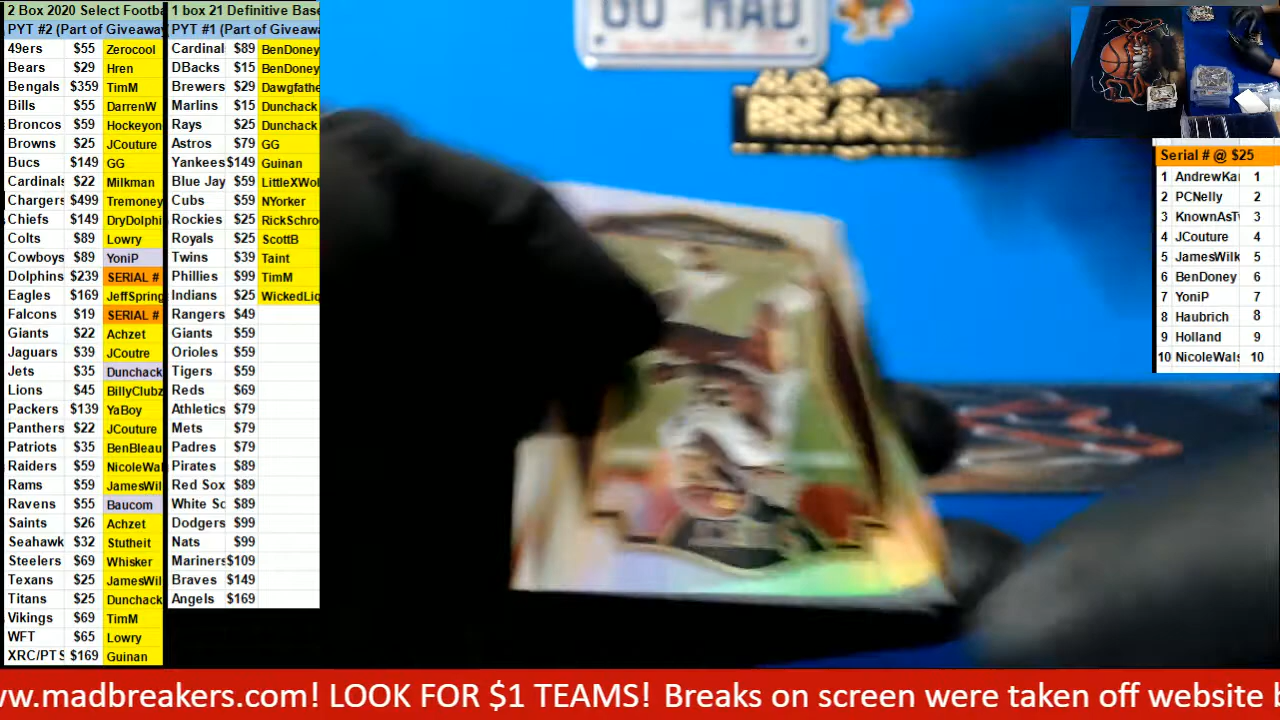 2 Box 2020 Select Footba
PYT #2 (Part of Giveaway
49ers $55 Zerocool
Bears $29 Hren
Bengals $359 TimM
Bills $55 DarrenW
Broncos $59 Hockeyon
Browns $25 JCouture
Bucs $149 GG
Cardinals $22 Milkman
Chargers $499 Tremoney
Chiefs $149 DryDolphi
Colts $89 Lowry
Cowboys $89 YoniP
Dolphins $239 SERIAL #
Eagles $169 JeffSpring
Falcons $19 SERIAL #
Giants $22 Achzet
Jaguars $39 JCoutre
Jets $35 Dunchack
Lions $45 BillyClubz
Packers $139 YaBoy
Panthers $22 JCouture
Patriots $35 BenBleau
Raiders $59 NicoleWal
Rams $59 JamesWil
Ravens $55 Baucom
Saints $26 Achzet
Seahawk $32 Stutheit
Steelers $69 Whisker
Texans $25 JamesWil
Titans $25 Dunchack
Vikings $69 TimM
WFT $65 Lowry
XRC/PTS $169 Guinan
1 box 21 Definitive Base
PYT #1 (Part of Giveawa
Cardinal $89 BenDoney
DBacks $15 BenDoney
Brewers $29 Dawgfathe
Marlins $15 Dunchack
Rays $25 Dunchack
Astros $79 GG
Yankees $149 Guinan
Blue Jay $59 LittleXWol
Cubs $59 NYorker
Rockies $25 RickSchro
Royals $25 ScottB
Twins $39 Taint
Phillies $99 TimM
Indians $25 WickedLiq
Rangers $49
Giants $59
Orioles $59
Tigers $59
Reds $69
Athletics $79
Mets $79
Padres $79
Pirates $89
Red Sox $89
White Sc $89
Dodgers $99
Nats $99
Mariners $109
Braves $149
Angels $169
GO MAD
MAD
BREAKERS
Serial # @ $25
1 AndrewKa 1
2 PCNelly 2
3 KnownAsT 3
4 JCouture 4
5 JamesWilk 5
6 BenDoney 6
7 YoniP 7
8 Haubrich 8
9 Holland 9
10 NicoleWals 10
www.madbreakers.com! LOOK FOR $1 TEAMS! Breaks on screen were taken off website b